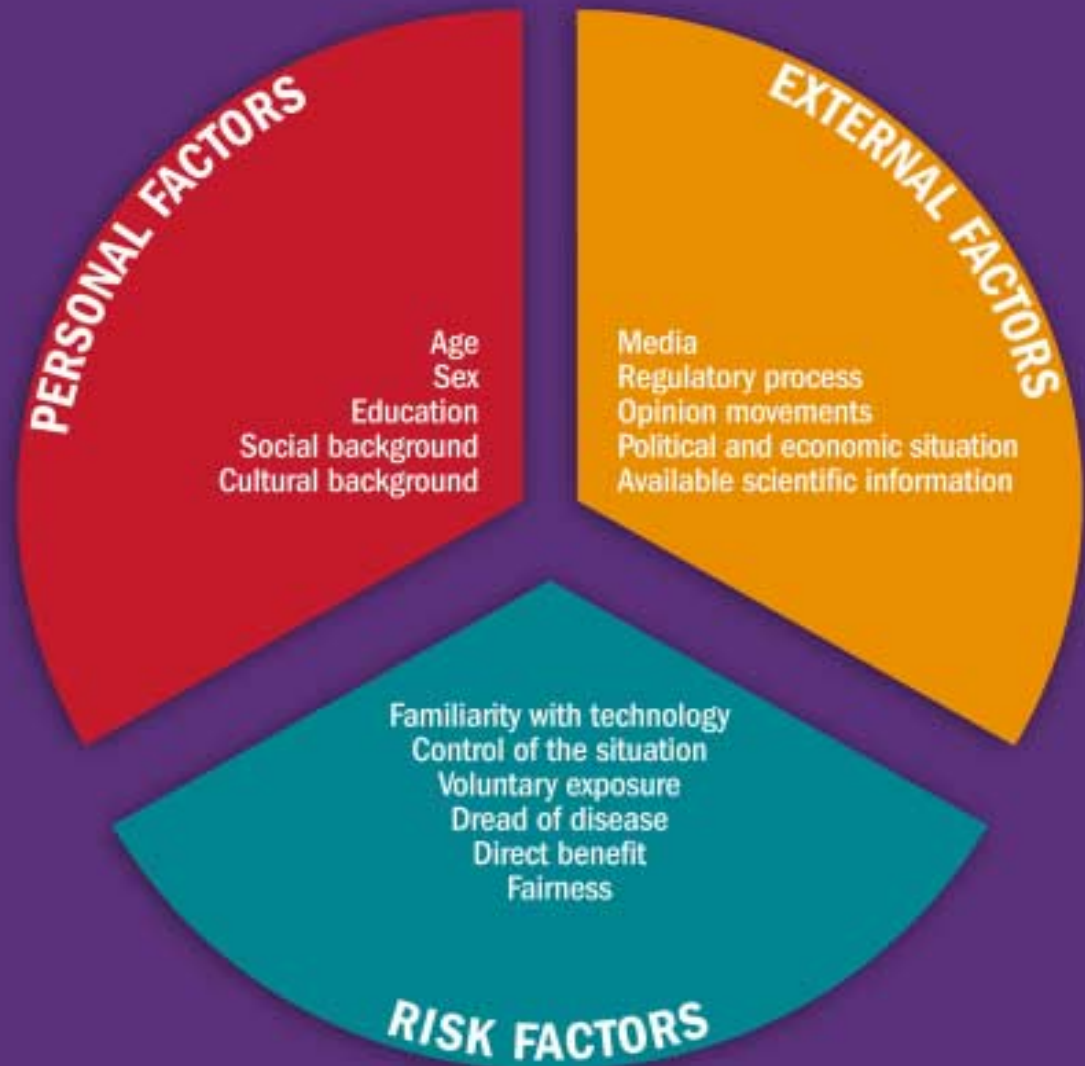 PERSONAL FACTORS
Age
Sex
Education
Social background
Cultural background
EXTERNAL FACTORS
Media
Regulatory process
Opinion movements
Political and economic situation
Available scientific information
Familiarity with technology
Control of the situation
Voluntary exposure
Dread of disease
Direct benefit
Fairness
RISK FACTORS